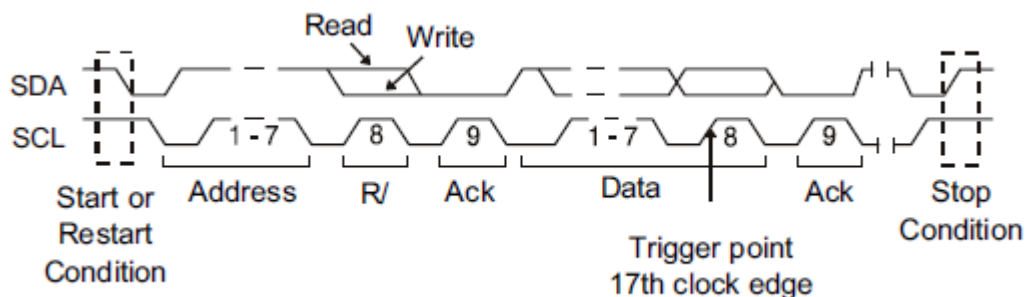 Read
Write
SDA
SCL
1 - 7
8
9
1 - 7
8
9
Address
R/
Ack
Data
Ack
Start or
Restart
Condition
Stop
Condition
Trigger point
17th clock edge